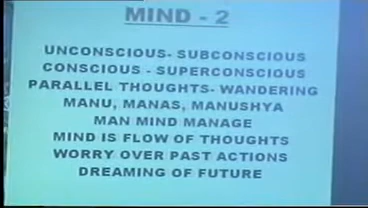 MIND - 2
UNCONSCIOUS- SUBCONSCIOUS
CONSCIOUS - SUPERCONSCIOUS
PARALLEL THOUGHTS- WANDERING
MANU, MANAS, MANUSHYA
MAN MIND MANAGE
MIND IS FLOW OF THOUGHTS
WORRY OVER PAST ACTIONS
DREAMING OF FUTURE